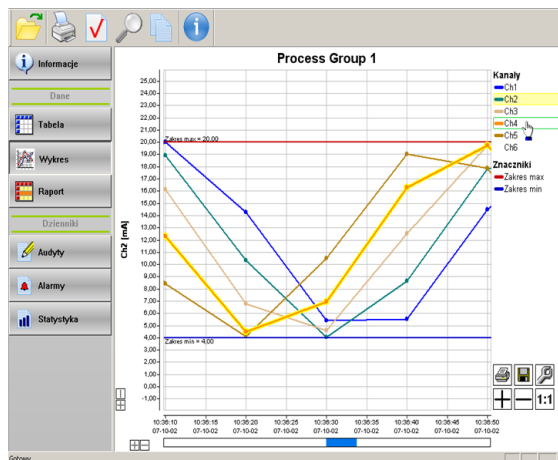 Process Group 1
Informacje
Dane
Tabela
Wykres
Raport
Dzienniki
Audyty
Alarmy
Statystyka
Ch2 [mA]
25,00
24,00
23,00
22,00
21,00
20,00
19,00
18,00
17,00
16,00
15,00
14,00
13,00
12,00
11,00
10,00
9,00
8,00
7,00
6,00
5,00
4,00
3,00
2,00
1,00
0,00
-1,00
Zakres max = 20,00
Zakres min = 4,00
10:36:10 10:36:15 10:36:20 10:36:25 10:36:30 10:36:35 10:36:40 10:36:45 10:36:50
07-10-02 07-10-02 07-10-02 07-10-02 07-10-02 07-10-02 07-10-02 07-10-02 07-10-02
Kanały
Ch1
Ch2
Ch3
Ch4
Ch5
Ch6
Znaczniki
Zakres max
Zakres min
1:1
Gotowy